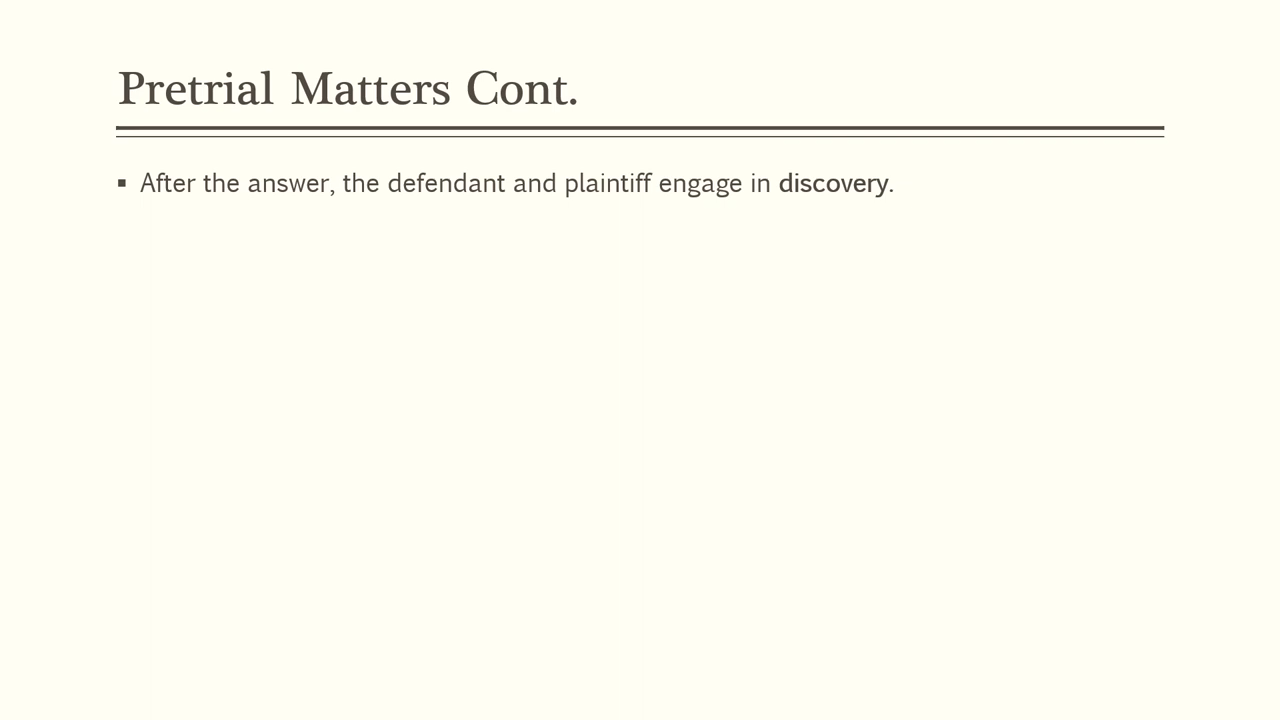 Pretrial Matters Cont.
▪ After the answer, the defendant and plaintiff engage in discovery.